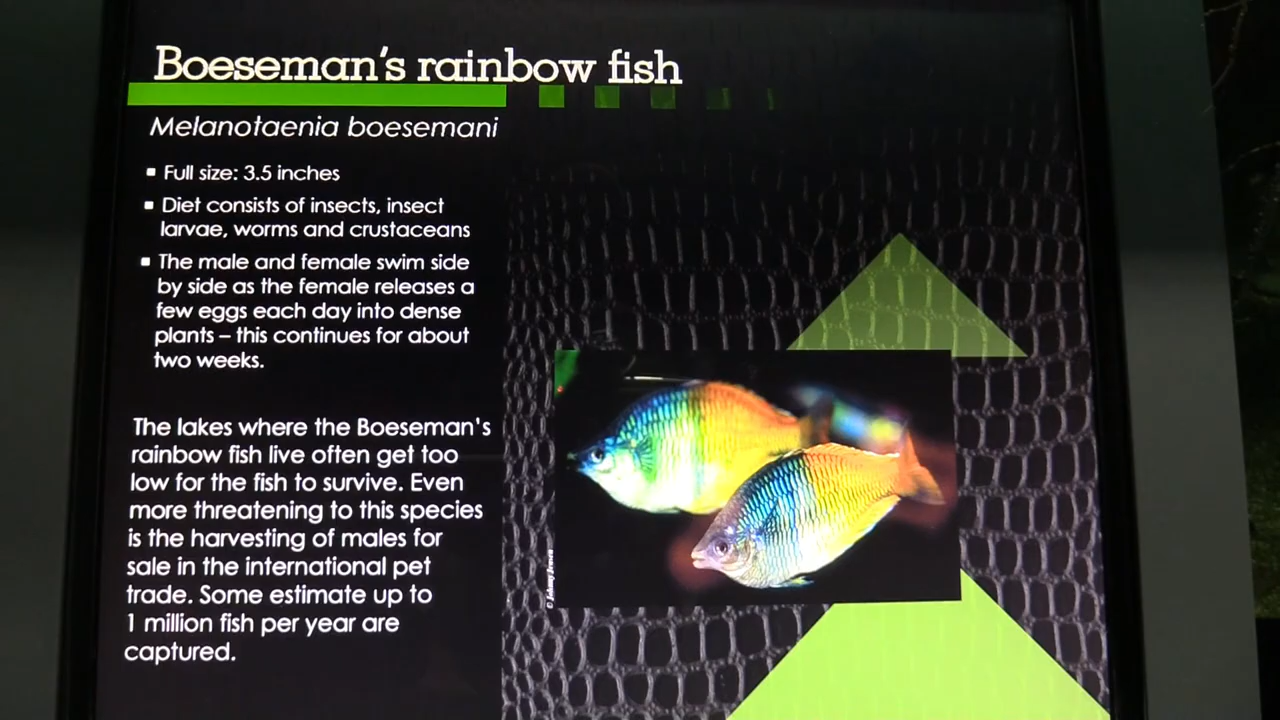 Boeseman's rainbow fish
Melanotaenia boesemani
▪ Full size: 3.5 inches
▪ Diet consists of insects, insect
larvae, worms and crustaceans
▪ The male and female swim side
by side as the female releases a
few eggs each day into dense
plants – this continues for about
two weeks.
The lakes where the Boeseman's
rainbow fish live often get too
low for the fish to survive. Even
more threatening to this species
is the harvesting of males for
sale in the international pet
trade. Some estimate up to
1 million fish per year are
captured.
© Johnny Jensen